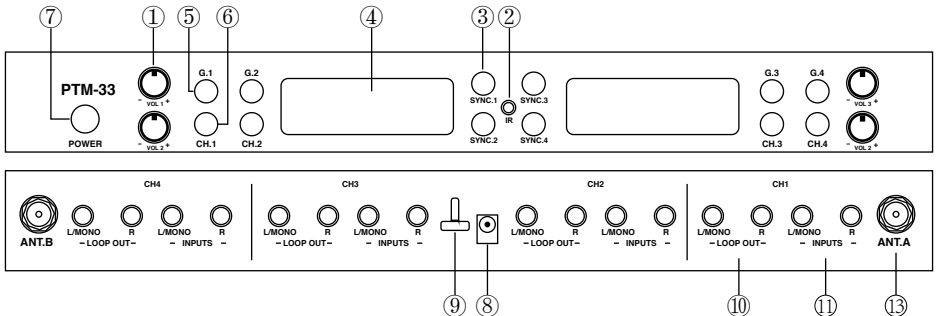 ⑦ ① ⑤ ⑥ ④ ③ ② 
PTM-33
POWER
- VOL 1 +
- VOL 2 +
G.1 G.2
CH.1 CH.2
SYNC.1 SYNC.3
IR
SYNC.2 SYNC.4
G.3 G.4
CH.3 CH.4
- VOL 3 +
- VOL 2 +
CH4 CH3 CH2 CH1
ANT.B
L/MONO R L/MONO R
– LOOP OUT – – INPUTS –
L/MONO R L/MONO R
– LOOP OUT – – INPUTS –
L/MONO R L/MONO R
– LOOP OUT – – INPUTS –
L/MONO R L/MONO R
– LOOP OUT – – INPUTS –
ANT.A
⑨ ⑧ ⑩ ⑪ ⑬